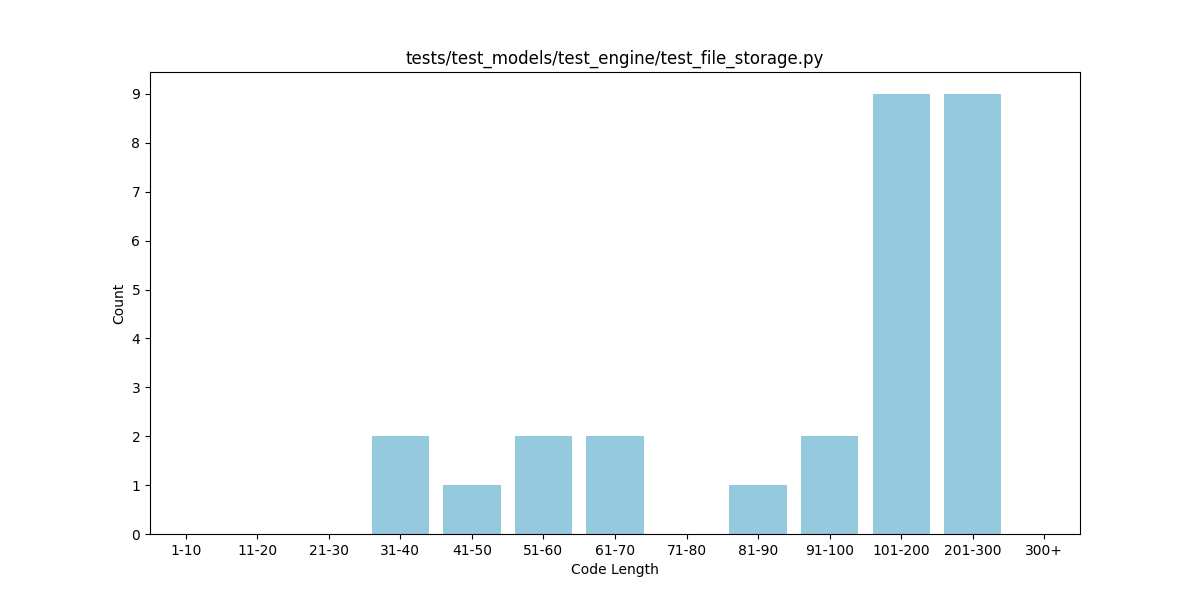 tests/test_models/test_engine/test_file_storage.py
9
8
7
6
5
4
3
2
1
0
Count
1-10 11-20 21-30 31-40 41-50 51-60 61-70 71-80 81-90 91-100 101-200 201-300 300+
Code Length